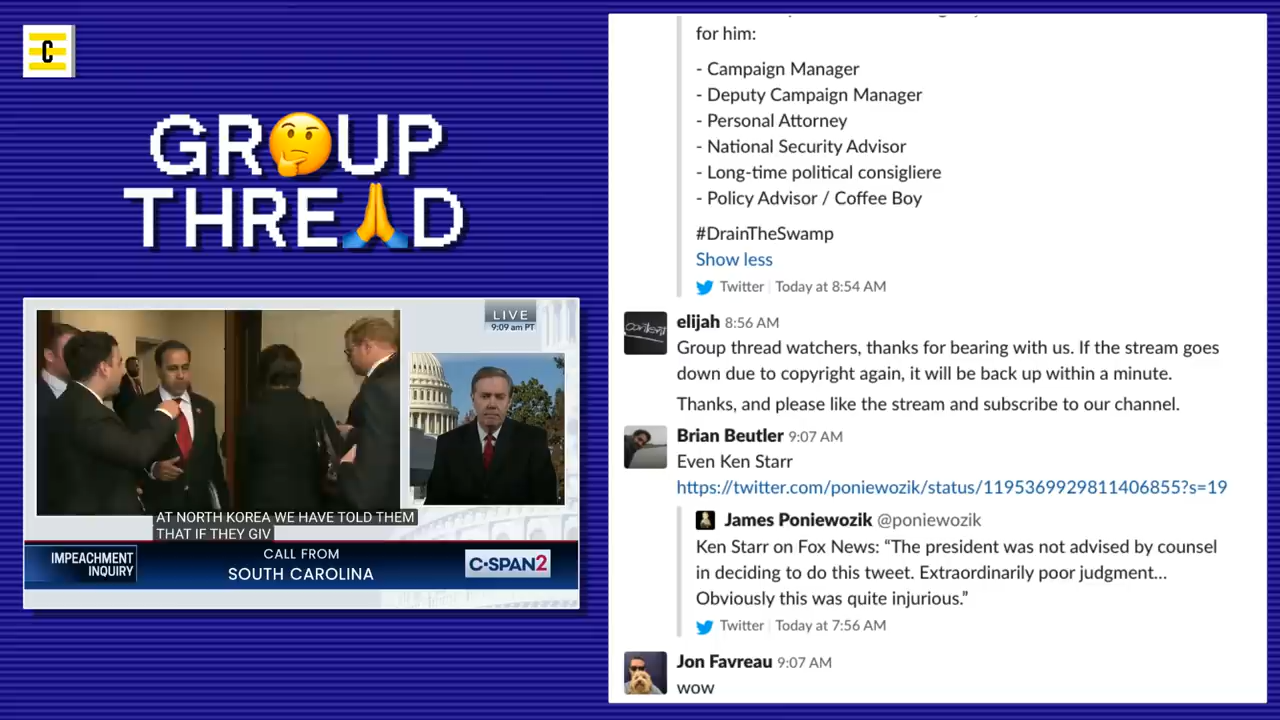 C
GR🤔UP
THRE🙏D
LIVE
9:09 am PT
AT NORTH KOREA WE HAVE TOLD THEM
THAT IF THEY GIV
IMPEACHMENT
INQUIRY
CALL FROM
SOUTH CAROLINA
C-SPAN2
for him:
- Campaign Manager
- Deputy Campaign Manager
- Personal Attorney
- National Security Advisor
- Long-time political consigliere
- Policy Advisor / Coffee Boy
#DrainTheSwamp
Show less
Twitter | Today at 8:54 AM
content
elijah 8:56 AM
Group thread watchers, thanks for bearing with us. If the stream goes
down due to copyright again, it will be back up within a minute.
Thanks, and please like the stream and subscribe to our channel.
Brian Beutler 9:07 AM
Even Ken Starr
https://twitter.com/poniewozik/status/1195369929811406855?s=19
James Poniewozik @poniewozik
Ken Starr on Fox News: “The president was not advised by counsel
in deciding to do this tweet. Extraordinarily poor judgment…
Obviously this was quite injurious.”
Twitter | Today at 7:56 AM
Jon Favreau 9:07 AM
wow